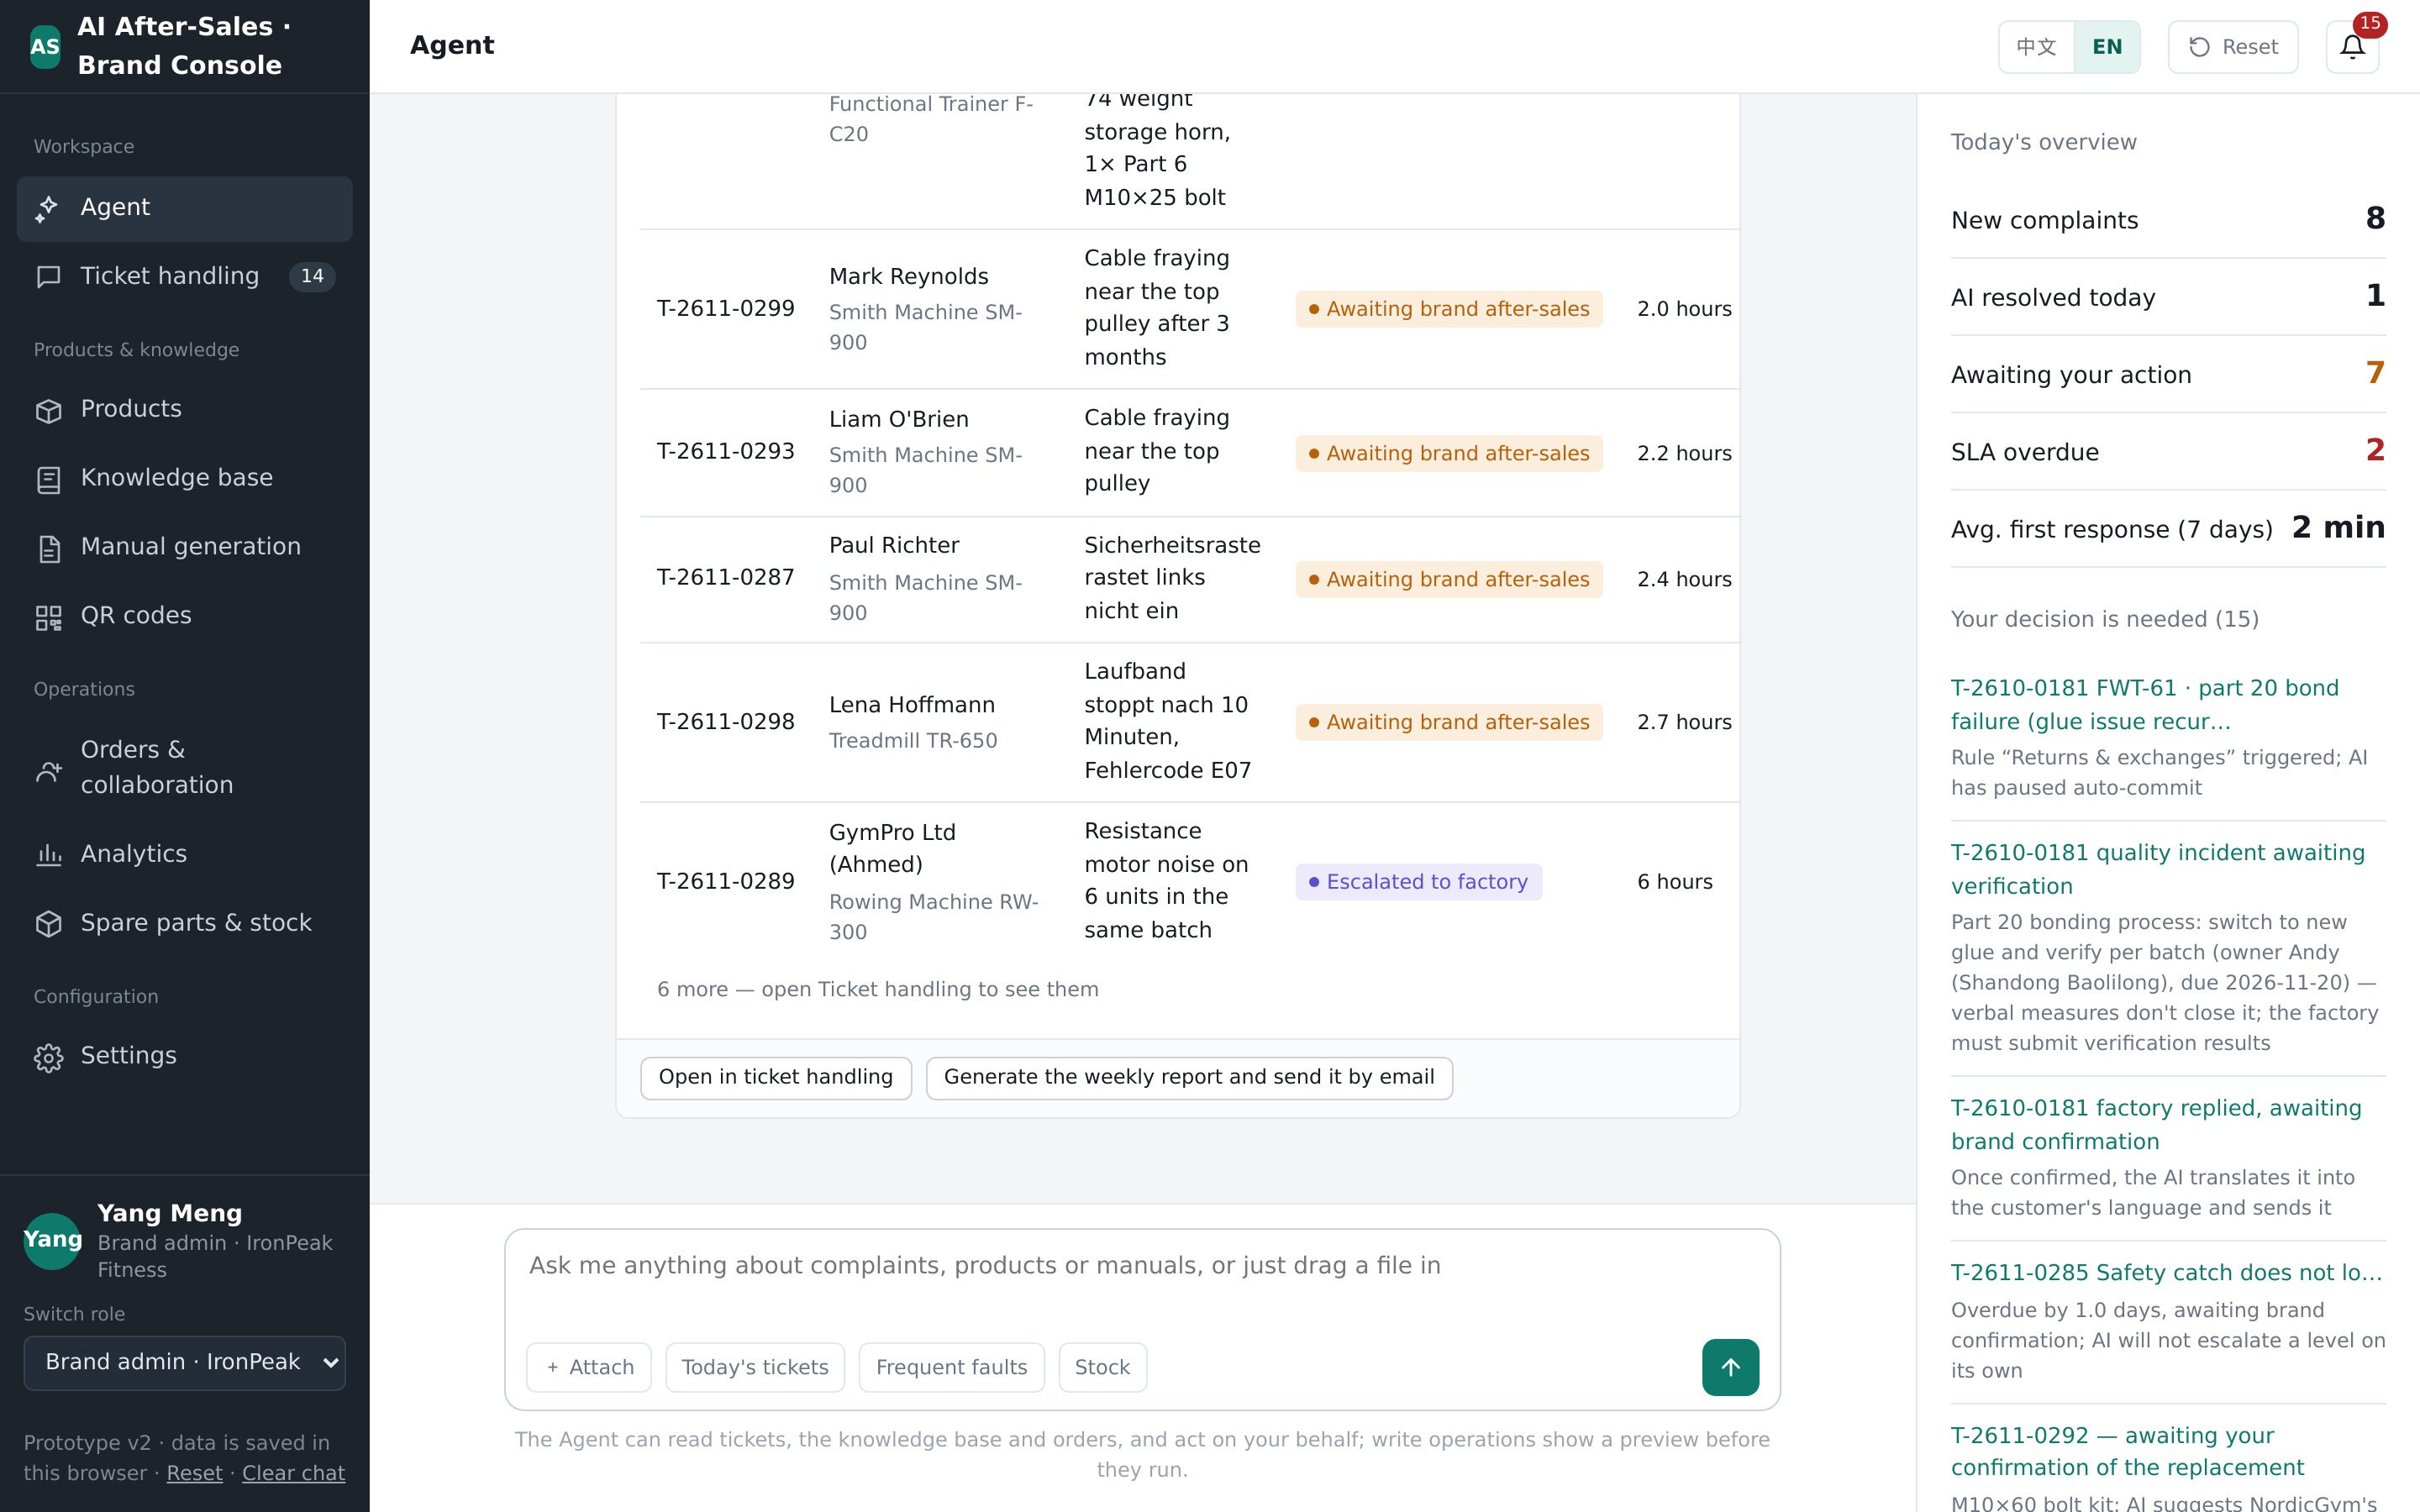 AS
AI After-Sales ·
Brand Console
Workspace
Agent
Ticket handling
14
Products & knowledge
Products
Knowledge base
Manual generation
QR codes
Operations
Orders &
collaboration
Analytics
Spare parts & stock
Configuration
Settings
Yang
Yang Meng
Brand admin · IronPeak
Fitness
Switch role
Brand admin · IronPeak
Prototype v2 · data is saved in
this browser · Reset · Clear chat
Agent
中文
EN
Reset
15
Functional Trainer F-
C20
74 weight
storage horn,
1× Part 6
M10×25 bolt
T-2611-0299
Mark Reynolds
Smith Machine SM-
900
Cable fraying
near the top
pulley after 3
months
Awaiting brand after-sales
2.0 hours
T-2611-0293
Liam O'Brien
Smith Machine SM-
900
Cable fraying
near the top
pulley
Awaiting brand after-sales
2.2 hours
T-2611-0287
Paul Richter
Smith Machine SM-
900
Sicherheitsraste
rastet links
nicht ein
Awaiting brand after-sales
2.4 hours
T-2611-0298
Lena Hoffmann
Treadmill TR-650
Laufband
stoppt nach 10
Minuten,
Fehlercode E07
Awaiting brand after-sales
2.7 hours
T-2611-0289
GymPro Ltd
(Ahmed)
Rowing Machine RW-
300
Resistance
motor noise on
6 units in the
same batch
Escalated to factory
6 hours
6 more — open Ticket handling to see them
Open in ticket handling
Generate the weekly report and send it by email
Ask me anything about complaints, products or manuals, or just drag a file in
+ Attach
Today's tickets
Frequent faults
Stock
The Agent can read tickets, the knowledge base and orders, and act on your behalf; write operations show a preview before
they run.
Today's overview
New complaints 8
AI resolved today 1
Awaiting your action 7
SLA overdue 2
Avg. first response (7 days) 2 min
Your decision is needed (15)
T-2610-0181 FWT-61 · part 20 bond
failure (glue issue recur…
Rule “Returns & exchanges” triggered; AI
has paused auto-commit
T-2610-0181 quality incident awaiting
verification
Part 20 bonding process: switch to new
glue and verify per batch (owner Andy
(Shandong Baolilong), due 2026-11-20) —
verbal measures don't close it; the factory
must submit verification results
T-2610-0181 factory replied, awaiting
brand confirmation
Once confirmed, the AI translates it into
the customer's language and sends it
T-2611-0285 Safety catch does not lo…
Overdue by 1.0 days, awaiting brand
confirmation; AI will not escalate a level on
its own
T-2611-0292 — awaiting your
confirmation of the replacement
M10×60 bolt kit: AI suggests NordicGym's